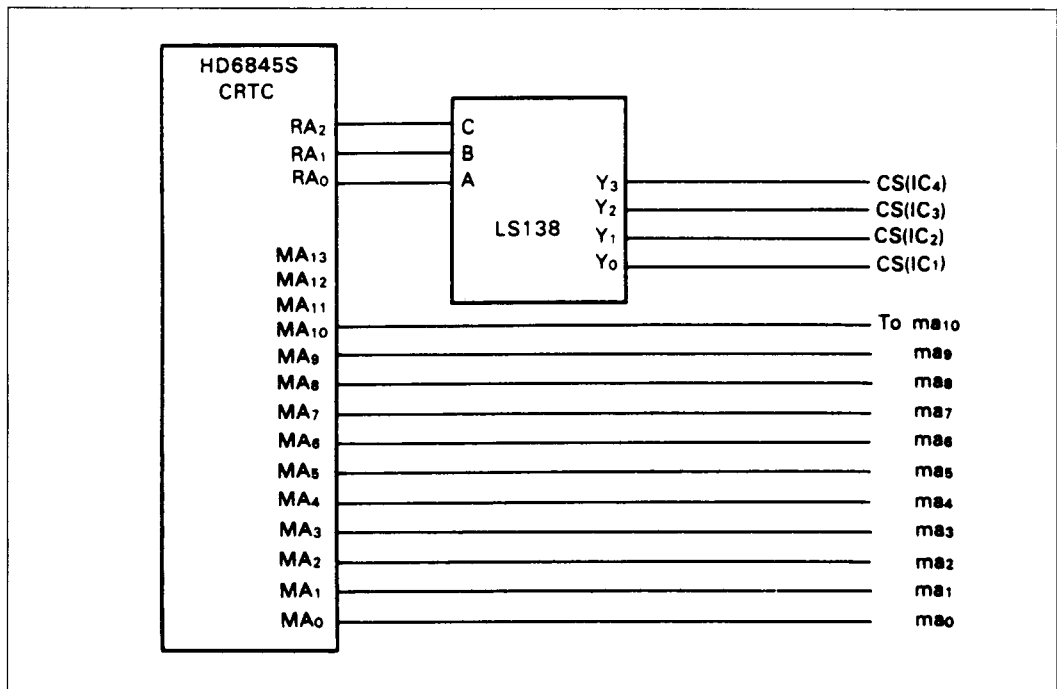 HD6845S
CRTC
RA₂ C
RA₁ B
RA₀ A
LS138
Y₃ CS(IC₄)
Y₂ CS(IC₃)
Y₁ CS(IC₂)
Y₀ CS(IC₁)
MA₁₃
MA₁₂
MA₁₁
MA₁₀ To ma₁₀
MA₉ ma₉
MA₈ ma₈
MA₇ ma₇
MA₆ ma₆
MA₅ ma₅
MA₄ ma₄
MA₃ ma₃
MA₂ ma₂
MA₁ ma₁
MA₀ ma₀